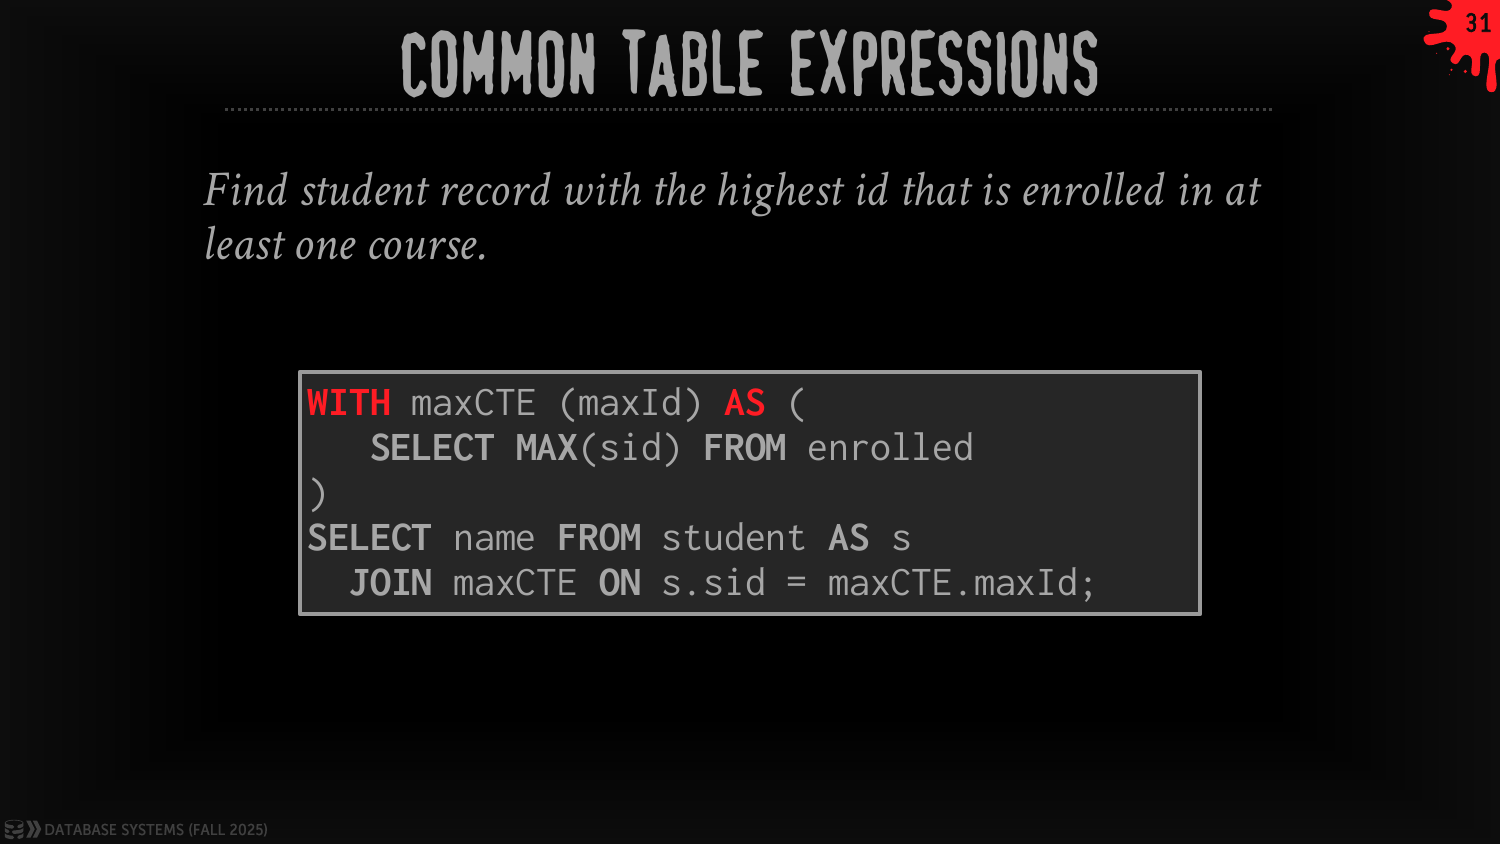 31
COMMON TABLE EXPRESSIONS
Find student record with the highest id that is enrolled in at
least one course.
WITH maxCTE (maxId) AS (
   SELECT MAX(sid) FROM enrolled
)
SELECT name FROM student AS s
  JOIN maxCTE ON s.sid = maxCTE.maxId;
DATABASE SYSTEMS (FALL 2025)